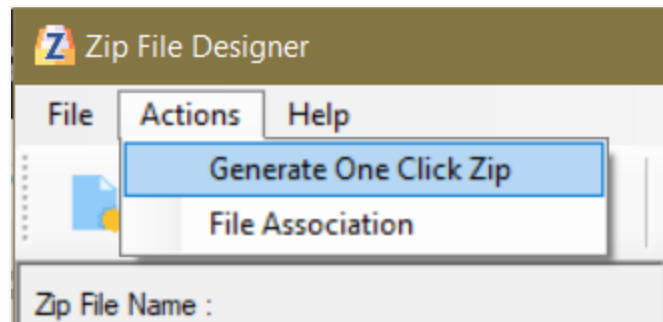 Zip File Designer
File Actions Help
Generate One Click Zip
File Association
Zip File Name :